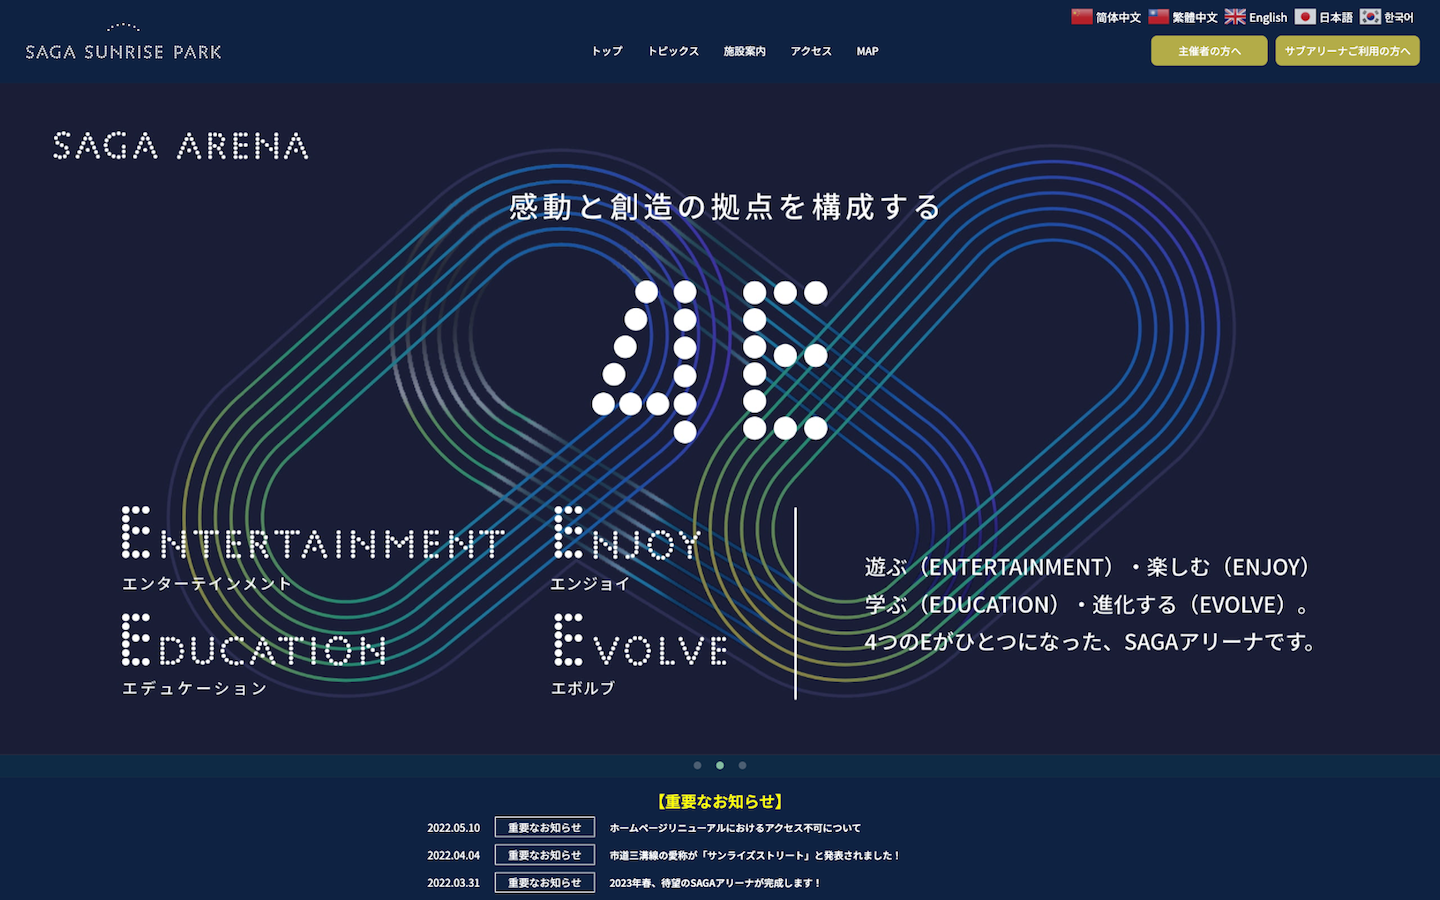 简体中文 繁體中文 English 日本語 한국어
SAGA SUNRISE PARK
トップ トピックス 施設案内 アクセス MAP
主催者の方へ サブアリーナご利用の方へ
SAGA ARENA
感動と創造の拠点を構成する
4E
ENTERTAINMENT
エンターテインメント
ENJOY
エンジョイ
EDUCATION
エデュケーション
EVOLVE
エボルブ
遊ぶ（ENTERTAINMENT）・楽しむ（ENJOY）
学ぶ（EDUCATION）・進化する（EVOLVE）。
4つのEがひとつになった、SAGAアリーナです。
【重要なお知らせ】
2022.05.10 重要なお知らせ ホームページリニューアルにおけるアクセス不可について
2022.04.04 重要なお知らせ 市道三溝線の愛称が「サンライズストリート」と発表されました！
2022.03.31 重要なお知らせ 2023年春、待望のSAGAアリーナが完成します！